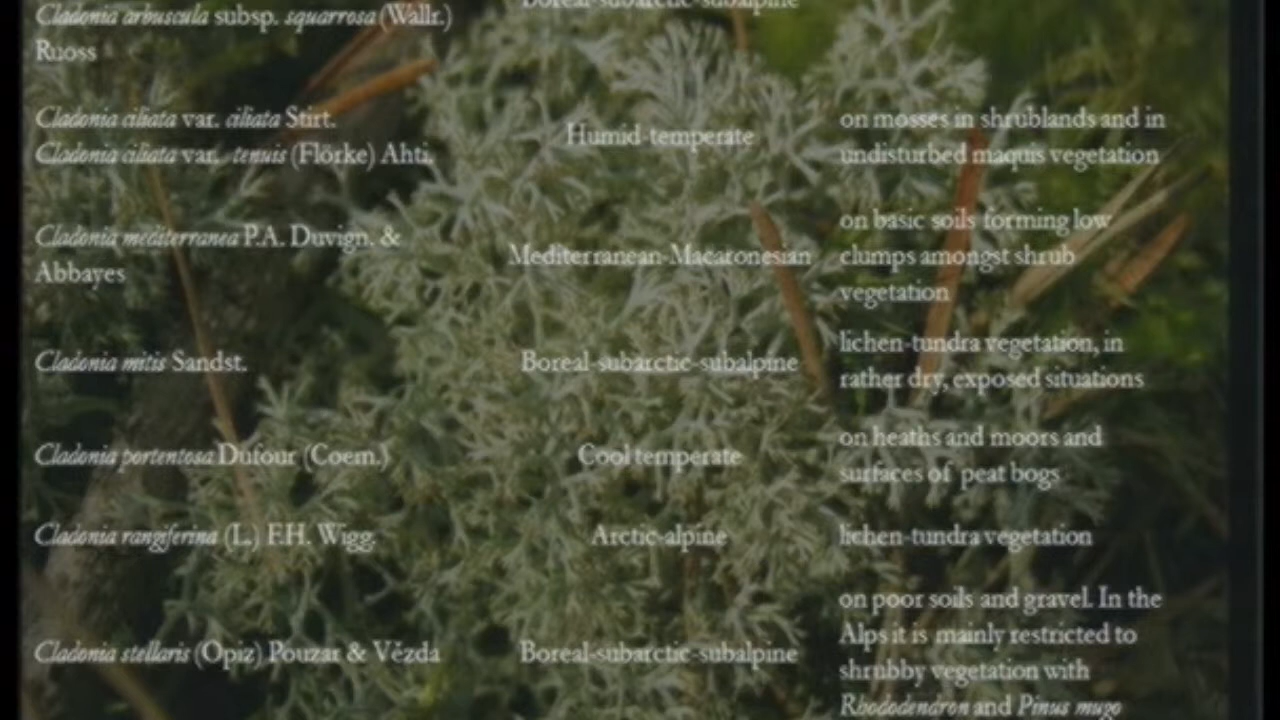 Cladonia arbuscula subsp. squarrosa (Wallr.)
Ruoss
Boreal-subarctic-subalpine
Cladonia ciliata var. ciliata Stirt.
Cladonia ciliata var. tenuis (Flörke) Ahti.
Humid-temperate
on mosses in shrublands and in
undisturbed maquis vegetation
Cladonia mediterranea P.A. Duvign. &
Abbayes
Mediterranean-Macaronesian
on basic soils forming low
clumps amongst shrub
vegetation
Cladonia mitis Sandst.
Boreal-subarctic-subalpine
lichen-tundra vegetation, in
rather dry, exposed situations
Cladonia portentosa Dufour (Coem.)
Cool temperate
on heaths and moors and
surfaces of peat bogs
Cladonia rangiferina (L.) F.H. Wigg.
Arctic-alpine
lichen-tundra vegetation
Cladonia stellaris (Opiz) Pouzar & Vězda
Boreal-subarctic-subalpine
on poor soils and gravel. In the
Alps it is mainly restricted to
shrubby vegetation with
Rhododendron and Pinus mugo